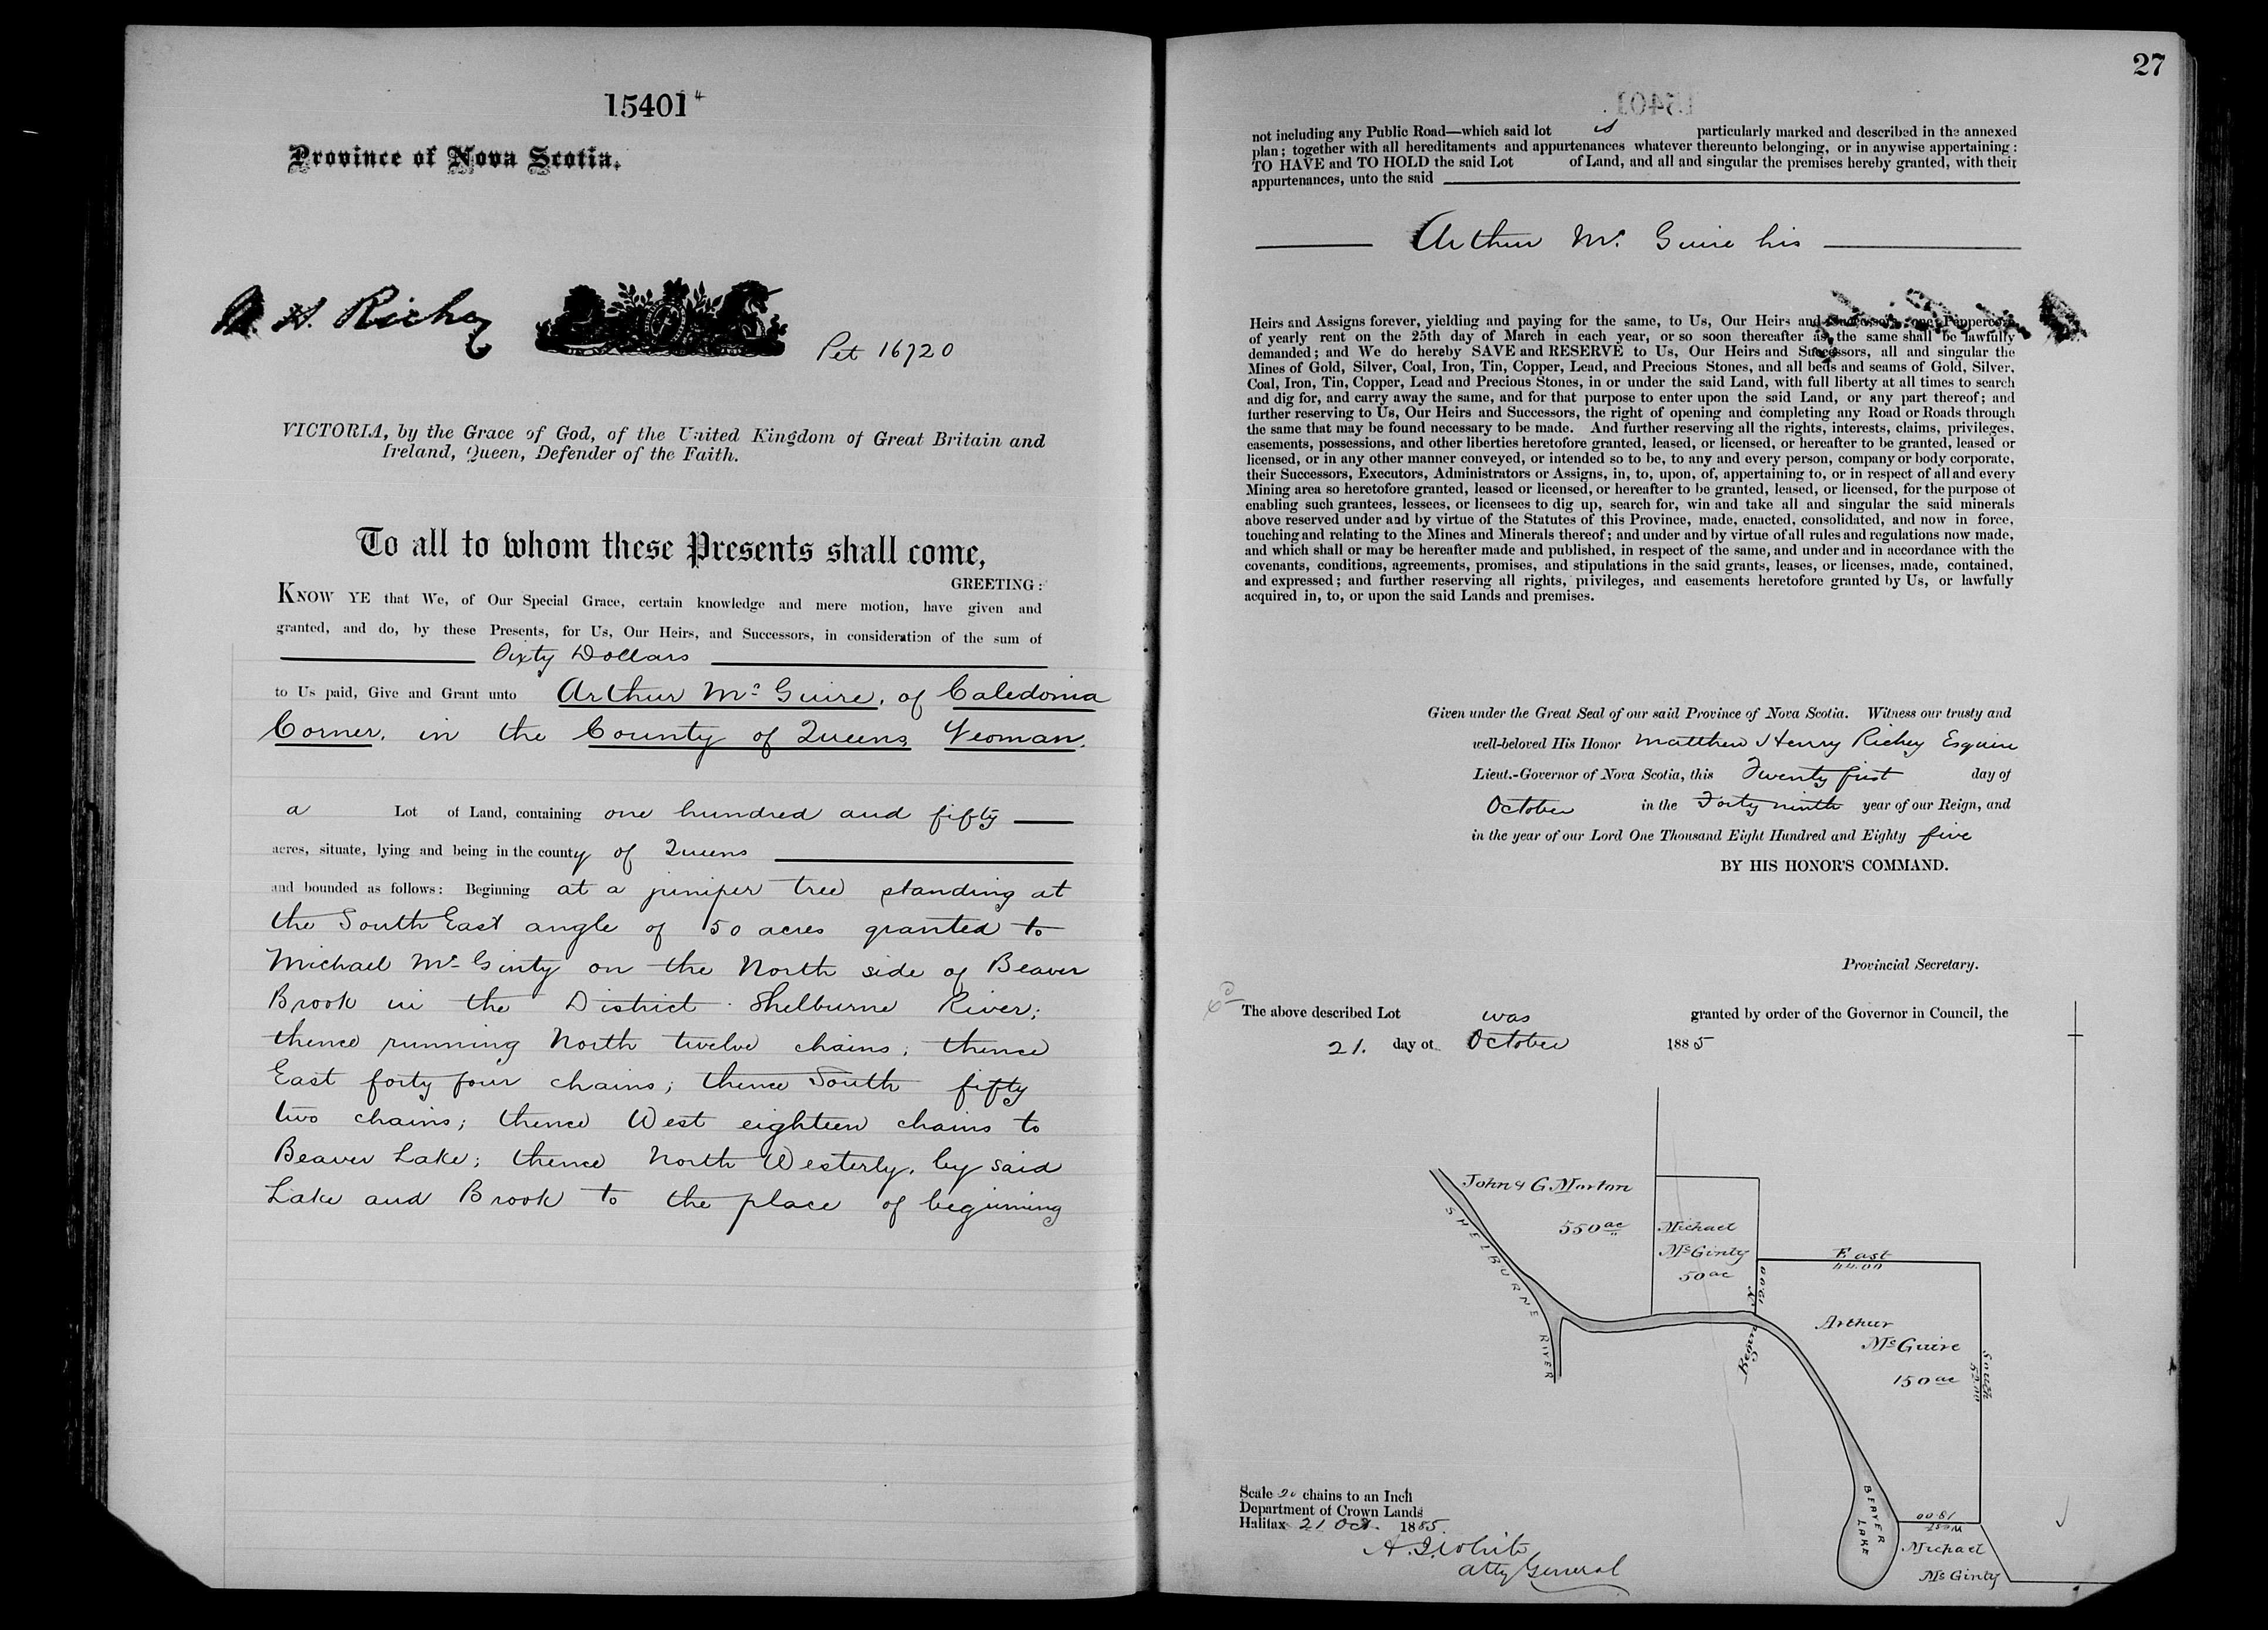 15401 4
Province of Nova Scotia.
M. H. Richey
Pet 16720
VICTORIA, by the Grace of God, of the United Kingdom of Great Britain and
Ireland, Queen, Defender of the Faith.
To all to whom these Presents shall come,
GREETING:
KNOW YE that We, of Our Special Grace, certain knowledge and mere motion, have given and
granted, and do, by these Presents, for Us, Our Heirs, and Successors, in consideration of the sum of
Sixty Dollars
to Us paid, Give and Grant unto Arthur Mc Guire, of Caledonia
Corner, in the County of Queens Yeoman,
a Lot of Land, containing one hundred and fifty
acres, situate, lying and being in the county of Queens
and bounded as follows: Beginning at a juniper tree standing at
the South East angle of 50 acres granted to
Michael Mc Ginty on the North side of Beaver
Brook in the District Shelburne River;
thence running North twelve chains; thence
East forty four chains; thence South fifty
two chains; thence West eighteen chains to
Beaver Lake; thence North Westerly, by said
Lake and Brook to the place of beginning
27
15401
not including any Public Road—which said lot is particularly marked and described in the annexed
plan; together with all hereditaments and appurtenances whatever thereunto belonging, or in anywise appertaining:
TO HAVE and TO HOLD the said Lot of Land, and all and singular the premises hereby granted, with their
appurtenances, unto the said
Arthur Mc Guire his
Heirs and Assigns forever, yielding and paying for the same, to Us, Our Heirs and Successors, one Peppercorn
of yearly rent on the 25th day of March in each year, or so soon thereafter as the same shall be lawfully
demanded; and We do hereby SAVE and RESERVE to Us, Our Heirs and Successors, all and singular the
Mines of Gold, Silver, Coal, Iron, Tin, Copper, Lead, and Precious Stones, and all beds and seams of Gold, Silver,
Coal, Iron, Tin, Copper, Lead and Precious Stones, in or under the said Land, with full liberty at all times to search
and dig for, and carry away the same, and for that purpose to enter upon the said Land, or any part thereof; and
further reserving to Us, Our Heirs and Successors, the right of opening and completing any Road or Roads through
the same that may be found necessary to be made. And further reserving all the rights, interests, claims, privileges,
easements, possessions, and other liberties heretofore granted, leased, or licensed, or hereafter to be granted, leased or
licensed, or in any other manner conveyed, or intended so to be, to any and every person, company or body corporate,
their Successors, Executors, Administrators or Assigns, in, to, upon, of, appertaining to, or in respect of all and every
Mining area so heretofore granted, leased or licensed, or hereafter to be granted, leased, or licensed, for the purpose of
enabling such grantees, lessees, or licensees to dig up, search for, win and take all and singular the said minerals
above reserved under and by virtue of the Statutes of this Province, made, enacted, consolidated, and now in force,
touching and relating to the Mines and Minerals thereof; and under and by virtue of all rules and regulations now made,
and which shall or may be hereafter made and published, in respect of the same, and under and in accordance with the
covenants, conditions, agreements, promises, and stipulations in the said grants, leases, or licenses, made, contained,
and expressed; and further reserving all rights, privileges, and easements heretofore granted by Us, or lawfully
acquired in, to, or upon the said Lands and premises.
Given under the Great Seal of our said Province of Nova Scotia. Witness our trusty and
well-beloved His Honor Matthew Henry Richey Esquire
Lieut.-Governor of Nova Scotia, this Twenty first day of
October in the Forty ninth year of our Reign, and
in the year of our Lord One Thousand Eight Hundred and Eighty five
BY HIS HONOR'S COMMAND.
Provincial Secretary.
The above described Lot was granted by order of the Governor in Council, the
21. day of October 1885
John & G. Morton
550 ac
SHELBURNE RIVER
Michael
Mc Ginty
50 ac
East
44.00
No 12.00
Beging
Arthur
Mc Guire
150 ac
South
52.00
BEAVER
LAKE
West
18.00
Michael
Mc Ginty
Scale 20 chains to an Inch
Department of Crown Lands
Halifax 21 Oct. 1885.
A. J. White
Atty General